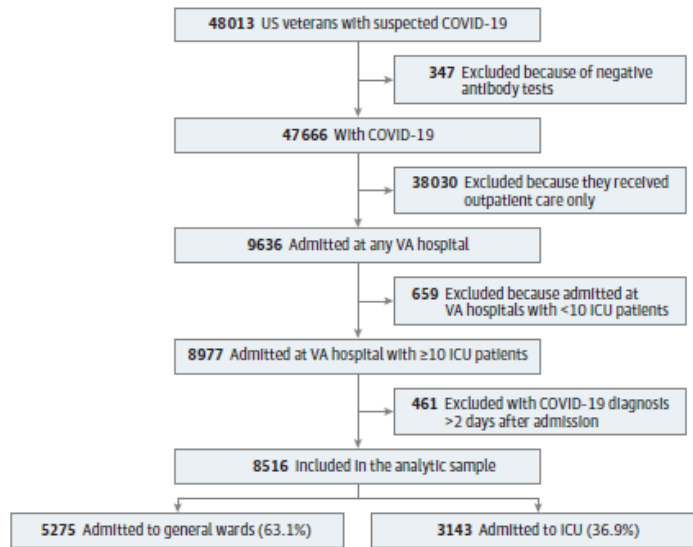 48013 US veterans with suspected COVID-19
347 Excluded because of negative
antibody tests
47666 With COVID-19
38030 Excluded because they received
outpatient care only
9636 Admitted at any VA hospital
659 Excluded because admitted at
VA hospitals with <10 ICU patients
8977 Admitted at VA hospital with ≥10 ICU patients
461 Excluded with COVID-19 diagnosis
>2 days after admission
8516 Included in the analytic sample
5275 Admitted to general wards (63.1%)
3143 Admitted to ICU (36.9%)